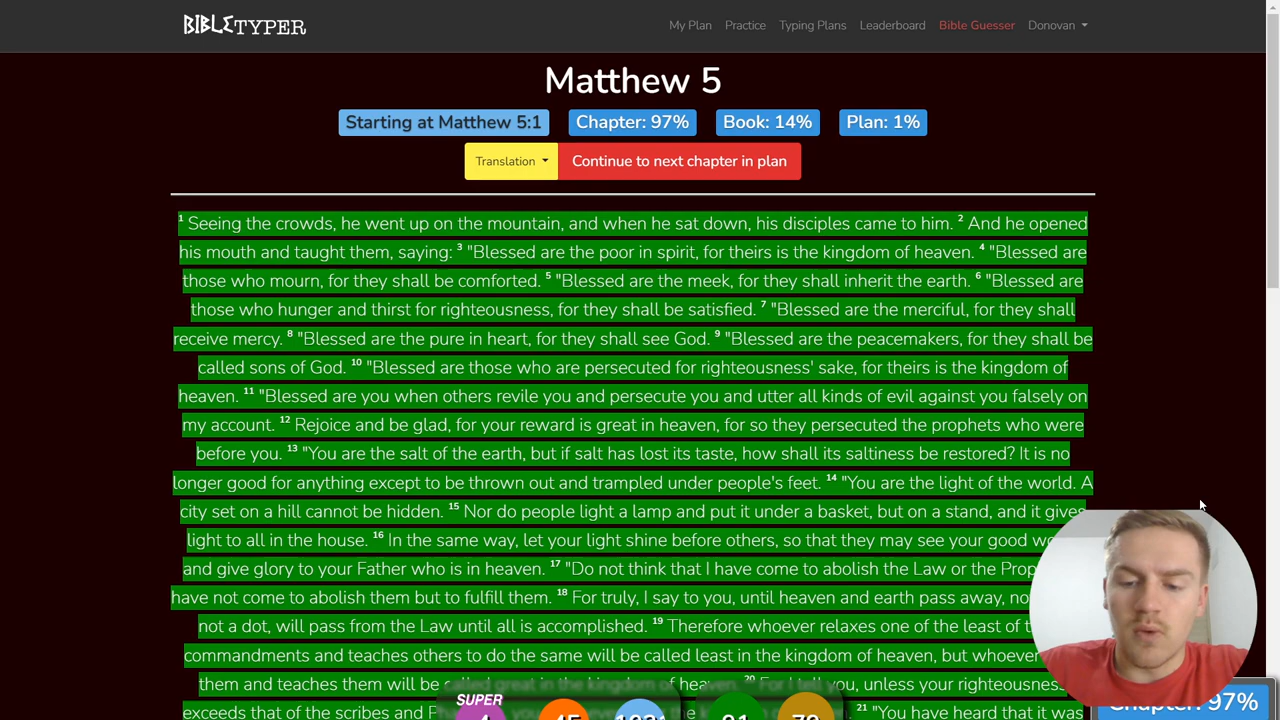 BIBLETYPER
My Plan Practice Typing Plans Leaderboard Bible Guesser Donovan
Matthew 5
Starting at Matthew 5:1 Chapter: 97% Book: 14% Plan: 1%
Translation Continue to next chapter in plan
1 Seeing the crowds, he went up on the mountain, and when he sat down, his disciples came to him. 2 And he opened
his mouth and taught them, saying: 3 "Blessed are the poor in spirit, for theirs is the kingdom of heaven. 4 "Blessed are
those who mourn, for they shall be comforted. 5 "Blessed are the meek, for they shall inherit the earth. 6 "Blessed are
those who hunger and thirst for righteousness, for they shall be satisfied. 7 "Blessed are the merciful, for they shall
receive mercy. 8 "Blessed are the pure in heart, for they shall see God. 9 "Blessed are the peacemakers, for they shall be
called sons of God. 10 "Blessed are those who are persecuted for righteousness' sake, for theirs is the kingdom of
heaven. 11 "Blessed are you when others revile you and persecute you and utter all kinds of evil against you falsely on
my account. 12 Rejoice and be glad, for your reward is great in heaven, for so they persecuted the prophets who were
before you. 13 "You are the salt of the earth, but if salt has lost its taste, how shall its saltiness be restored? It is no
longer good for anything except to be thrown out and trampled under people's feet. 14 "You are the light of the world. A
city set on a hill cannot be hidden. 15 Nor do people light a lamp and put it under a basket, but on a stand, and it gives
light to all in the house. 16 In the same way, let your light shine before others, so that they may see your good
and give glory to your Father who is in heaven. 17 "Do not think that I have come to abolish the Law or the
have not come to abolish them but to fulfill them. 18 For truly, I say to you, until heaven and earth pass away,
not a dot, will pass from the Law until all is accomplished. 19 Therefore whoever relaxes one of the least of
commandments and teaches others to do the same will be called least in the kingdom of heaven, but
them and teaches them will be called great in the kingdom of heaven. 20 For I tell you, unless your righteousness
exceeds that of the scribes and 21 "You have heard that it was
SUPER
Chapter: 97%